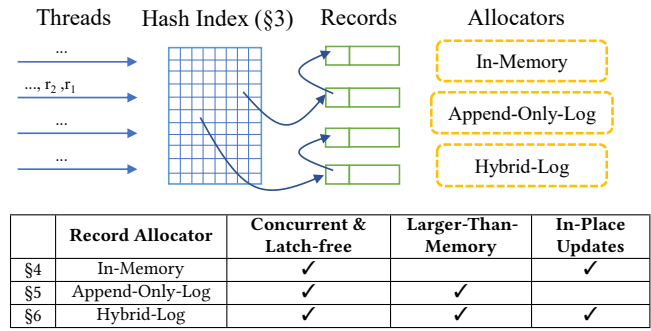 Threads Hash Index (§3) Records Allocators
...
..., r₂ ,r₁
...
...
In-Memory
Append-Only-Log
Hybrid-Log
Record Allocator Concurrent & Latch-free Larger-Than-Memory In-Place Updates
§4 In-Memory ✓ ✓
§5 Append-Only-Log ✓ ✓
§6 Hybrid-Log ✓ ✓ ✓